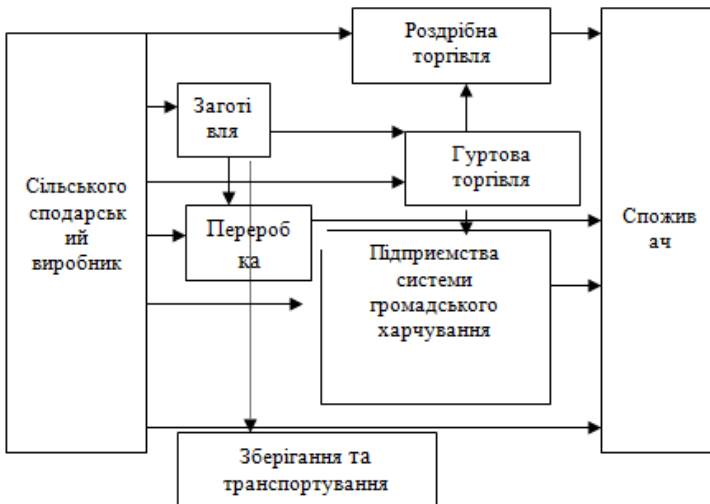 Роздрібна
торгівля
Заготі
вля
Гуртова
торгівля
Сільського
сподарськ
ий
виробник
Перероб
ка
Підприємства
системи
громадського
харчування
Спожив
ач
Зберігання та
транспортування